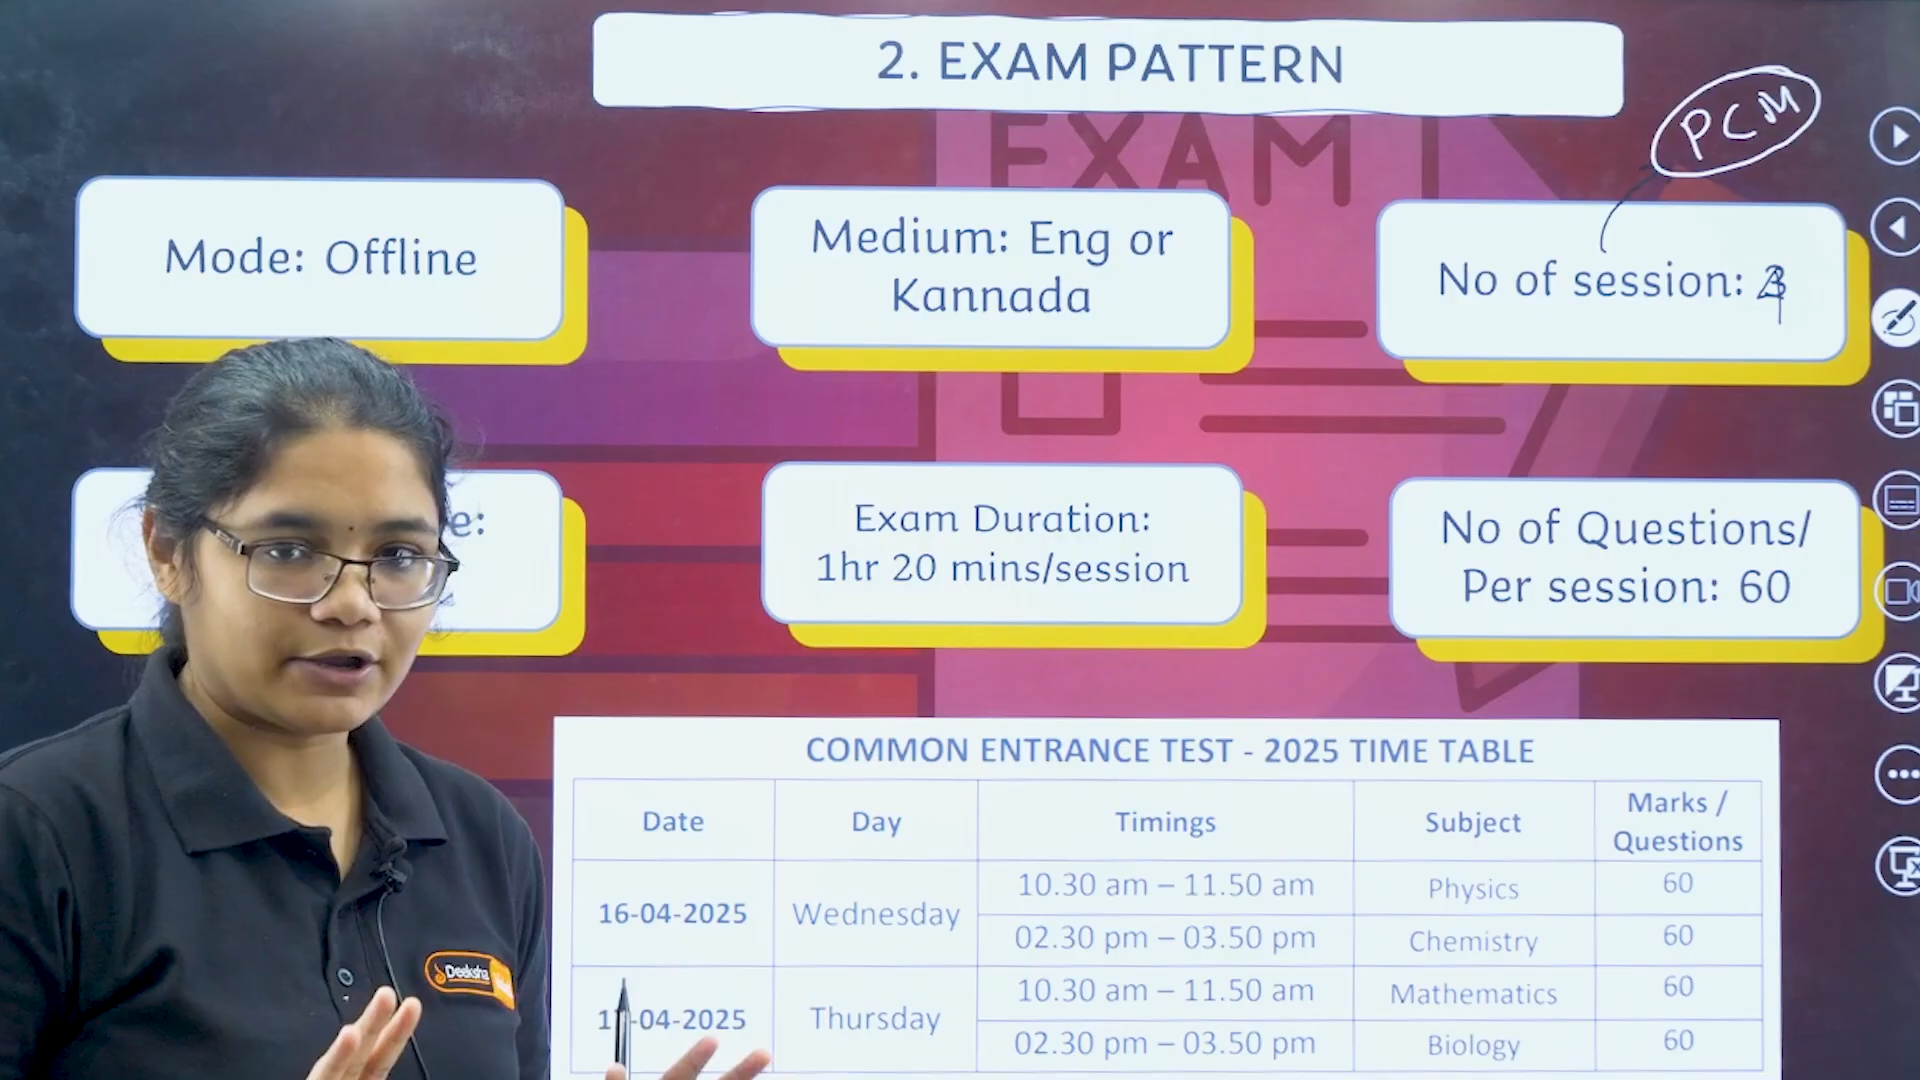 2. EXAM PATTERN
PCM
EXAM
Mode: Offline
Medium: Eng or
Kannada
No of session:
e:
Exam Duration:
1hr 20 mins/session
No of Questions/
Per session: 60
COMMON ENTRANCE TEST - 2025 TIME TABLE
Date Day Timings Subject Marks / Questions
16-04-2025 Wednesday 10.30 am – 11.50 am Physics 60
02.30 pm – 03.50 pm Chemistry 60
17-04-2025 Thursday 10.30 am – 11.50 am Mathematics 60
02.30 pm – 03.50 pm Biology 60
Deeksha